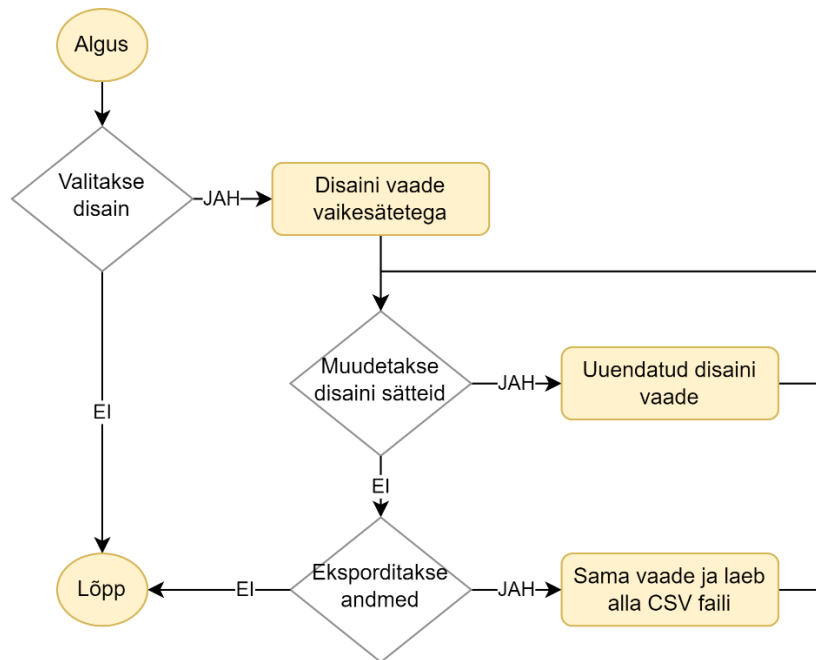 Algus
Valitakse
disain
JAH
Disaini vaade
vaikesätetega
Muudetakse
disaini sätteid
JAH
Uuendatud disaini
vaade
EI
EI
Lõpp
EI
Eksporditakse
andmed
JAH
Sama vaade ja laeb
alla CSV faili